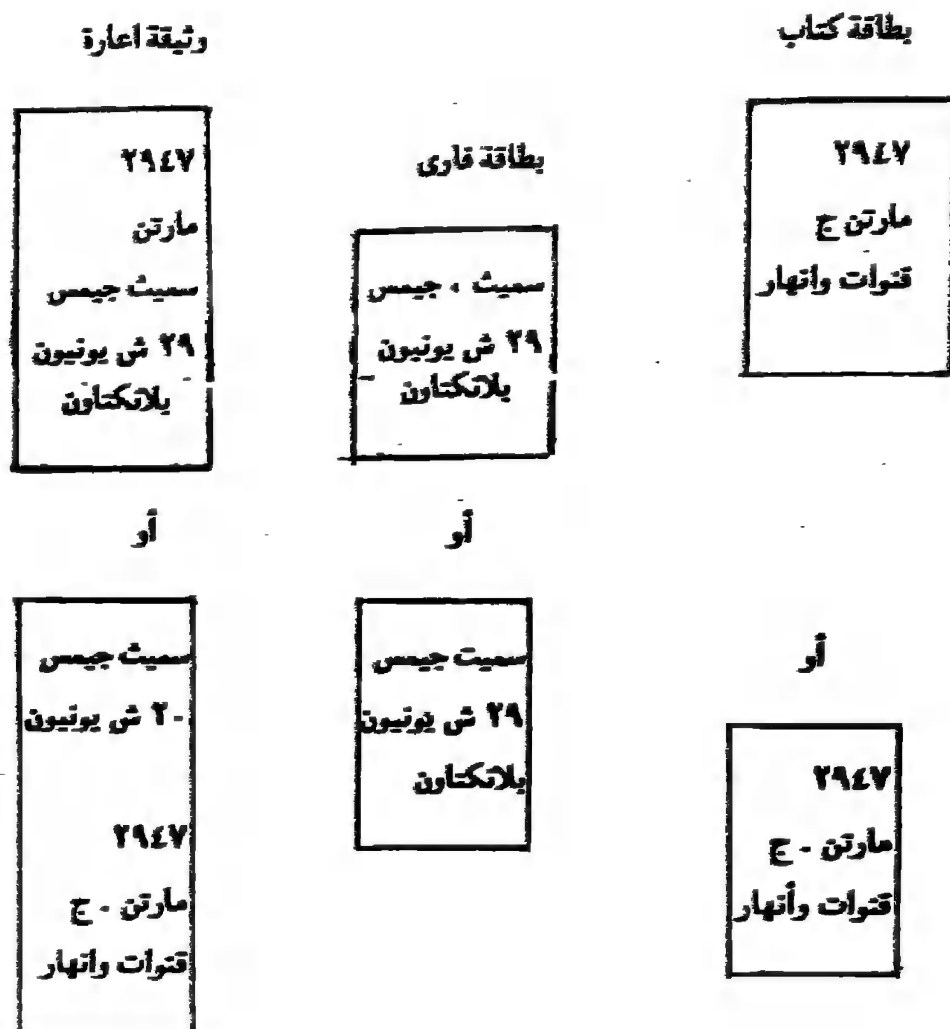 بطاقة كتاب
٢٩٤٧
مارتن ج
قنوات وانهار
أو
٢٩٤٧
مارتن - ج
قنوات وأنهار
بطاقة قارى
سميث ، جيمس
٢٩ ش يونيون
بلانكتاون
أو
سميت جيمس
٢٩ ش يونيون
بلانكتاون
وثيقة اعارة
٢٩٤٧
مارتن
سميث جيمس
٢٩ ش يونيون
بلانكتاون
أو
سميث جيمس
٢٠ ش يونيون
٢٩٤٧
مارتن - ج
قنوات وانهار